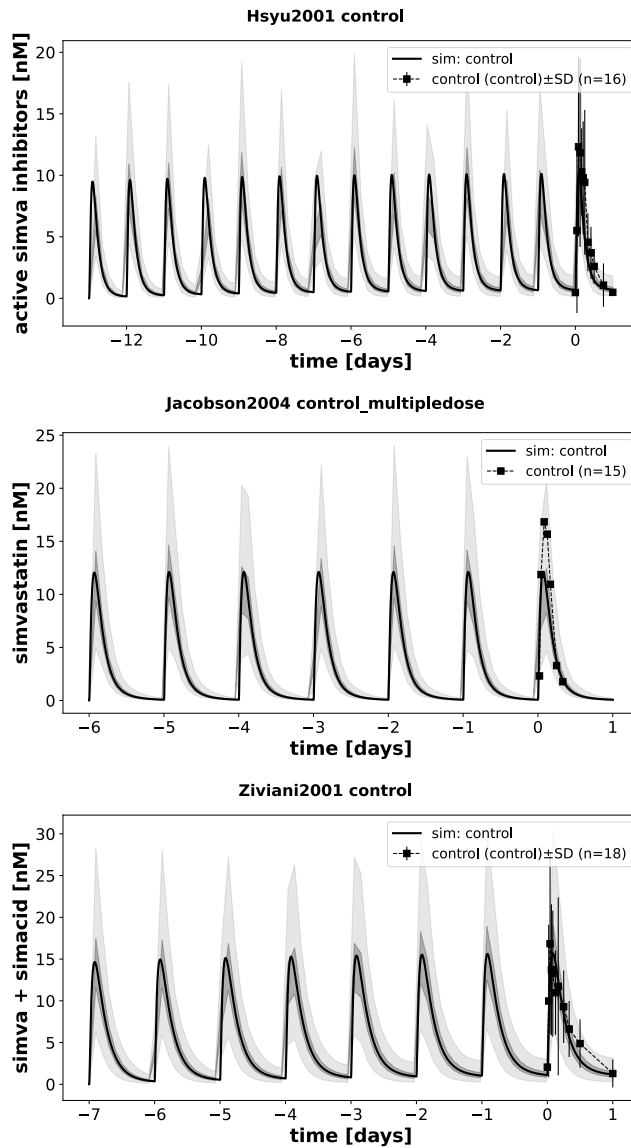 Hsyu2001 control
active simva inhibitors [nM]
20
15
10
5
0
sim: control
control (control)±SD (n=16)
−12 −10 −8 −6 −4 −2 0
time [days]
Jacobson2004 control_multipledose
simvastatin [nM]
25
20
15
10
5
0
sim: control
control (n=15)
−6 −5 −4 −3 −2 −1 0 1
time [days]
Ziviani2001 control
simva + simacid [nM]
30
25
20
15
10
5
0
sim: control
control (control)±SD (n=18)
−7 −6 −5 −4 −3 −2 −1 0 1
time [days]